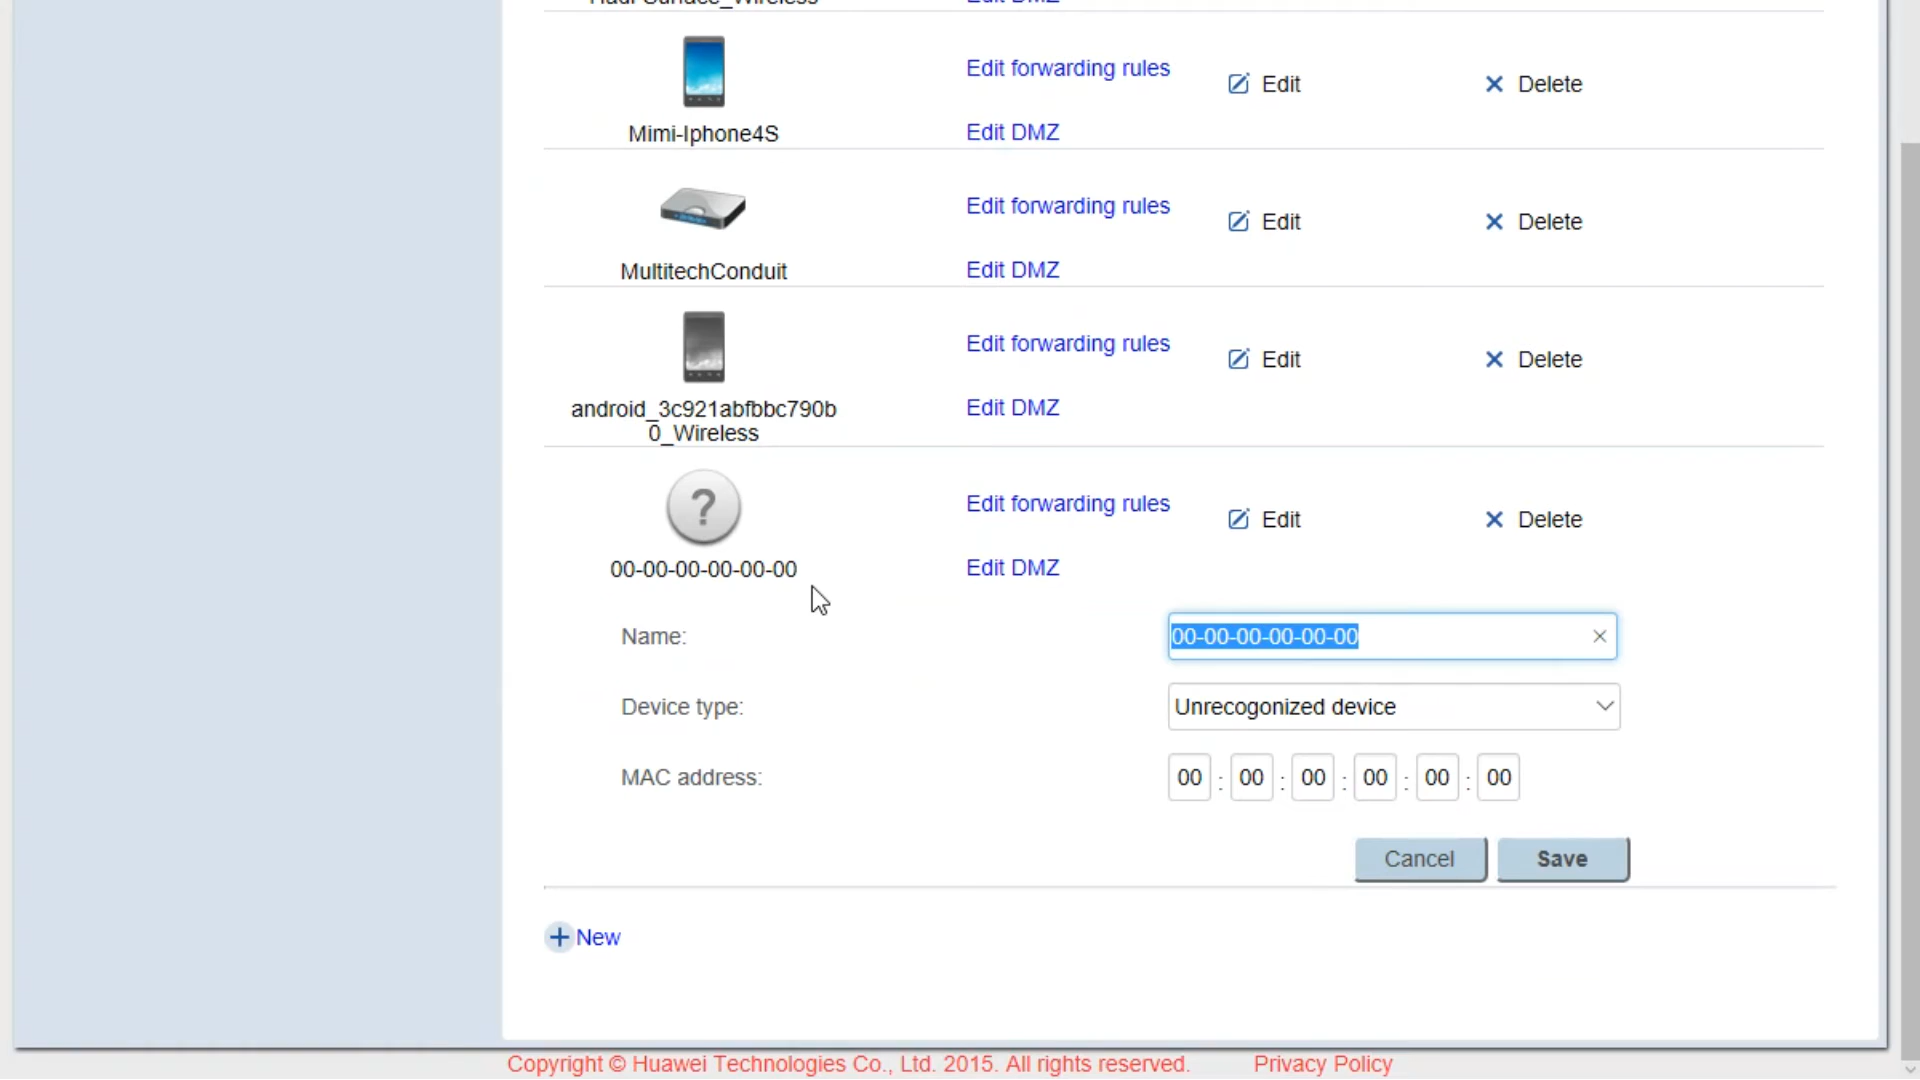 Edit forwarding rules
Edit
Delete
Mimi-Iphone4S
Edit DMZ
Edit forwarding rules
Edit
Delete
MultitechConduit
Edit DMZ
Edit forwarding rules
Edit
Delete
android_3c921abfbbc790b
0_Wireless
Edit DMZ
?
Edit forwarding rules
Edit
Delete
00-00-00-00-00-00
Edit DMZ
Name:
00-00-00-00-00-00
Device type:
Unrecogonized device
MAC address:
00 : 00 : 00 : 00 : 00 : 00
Cancel
Save
New
Copyright © Huawei Technologies Co., Ltd. 2015. All rights reserved.
Privacy Policy